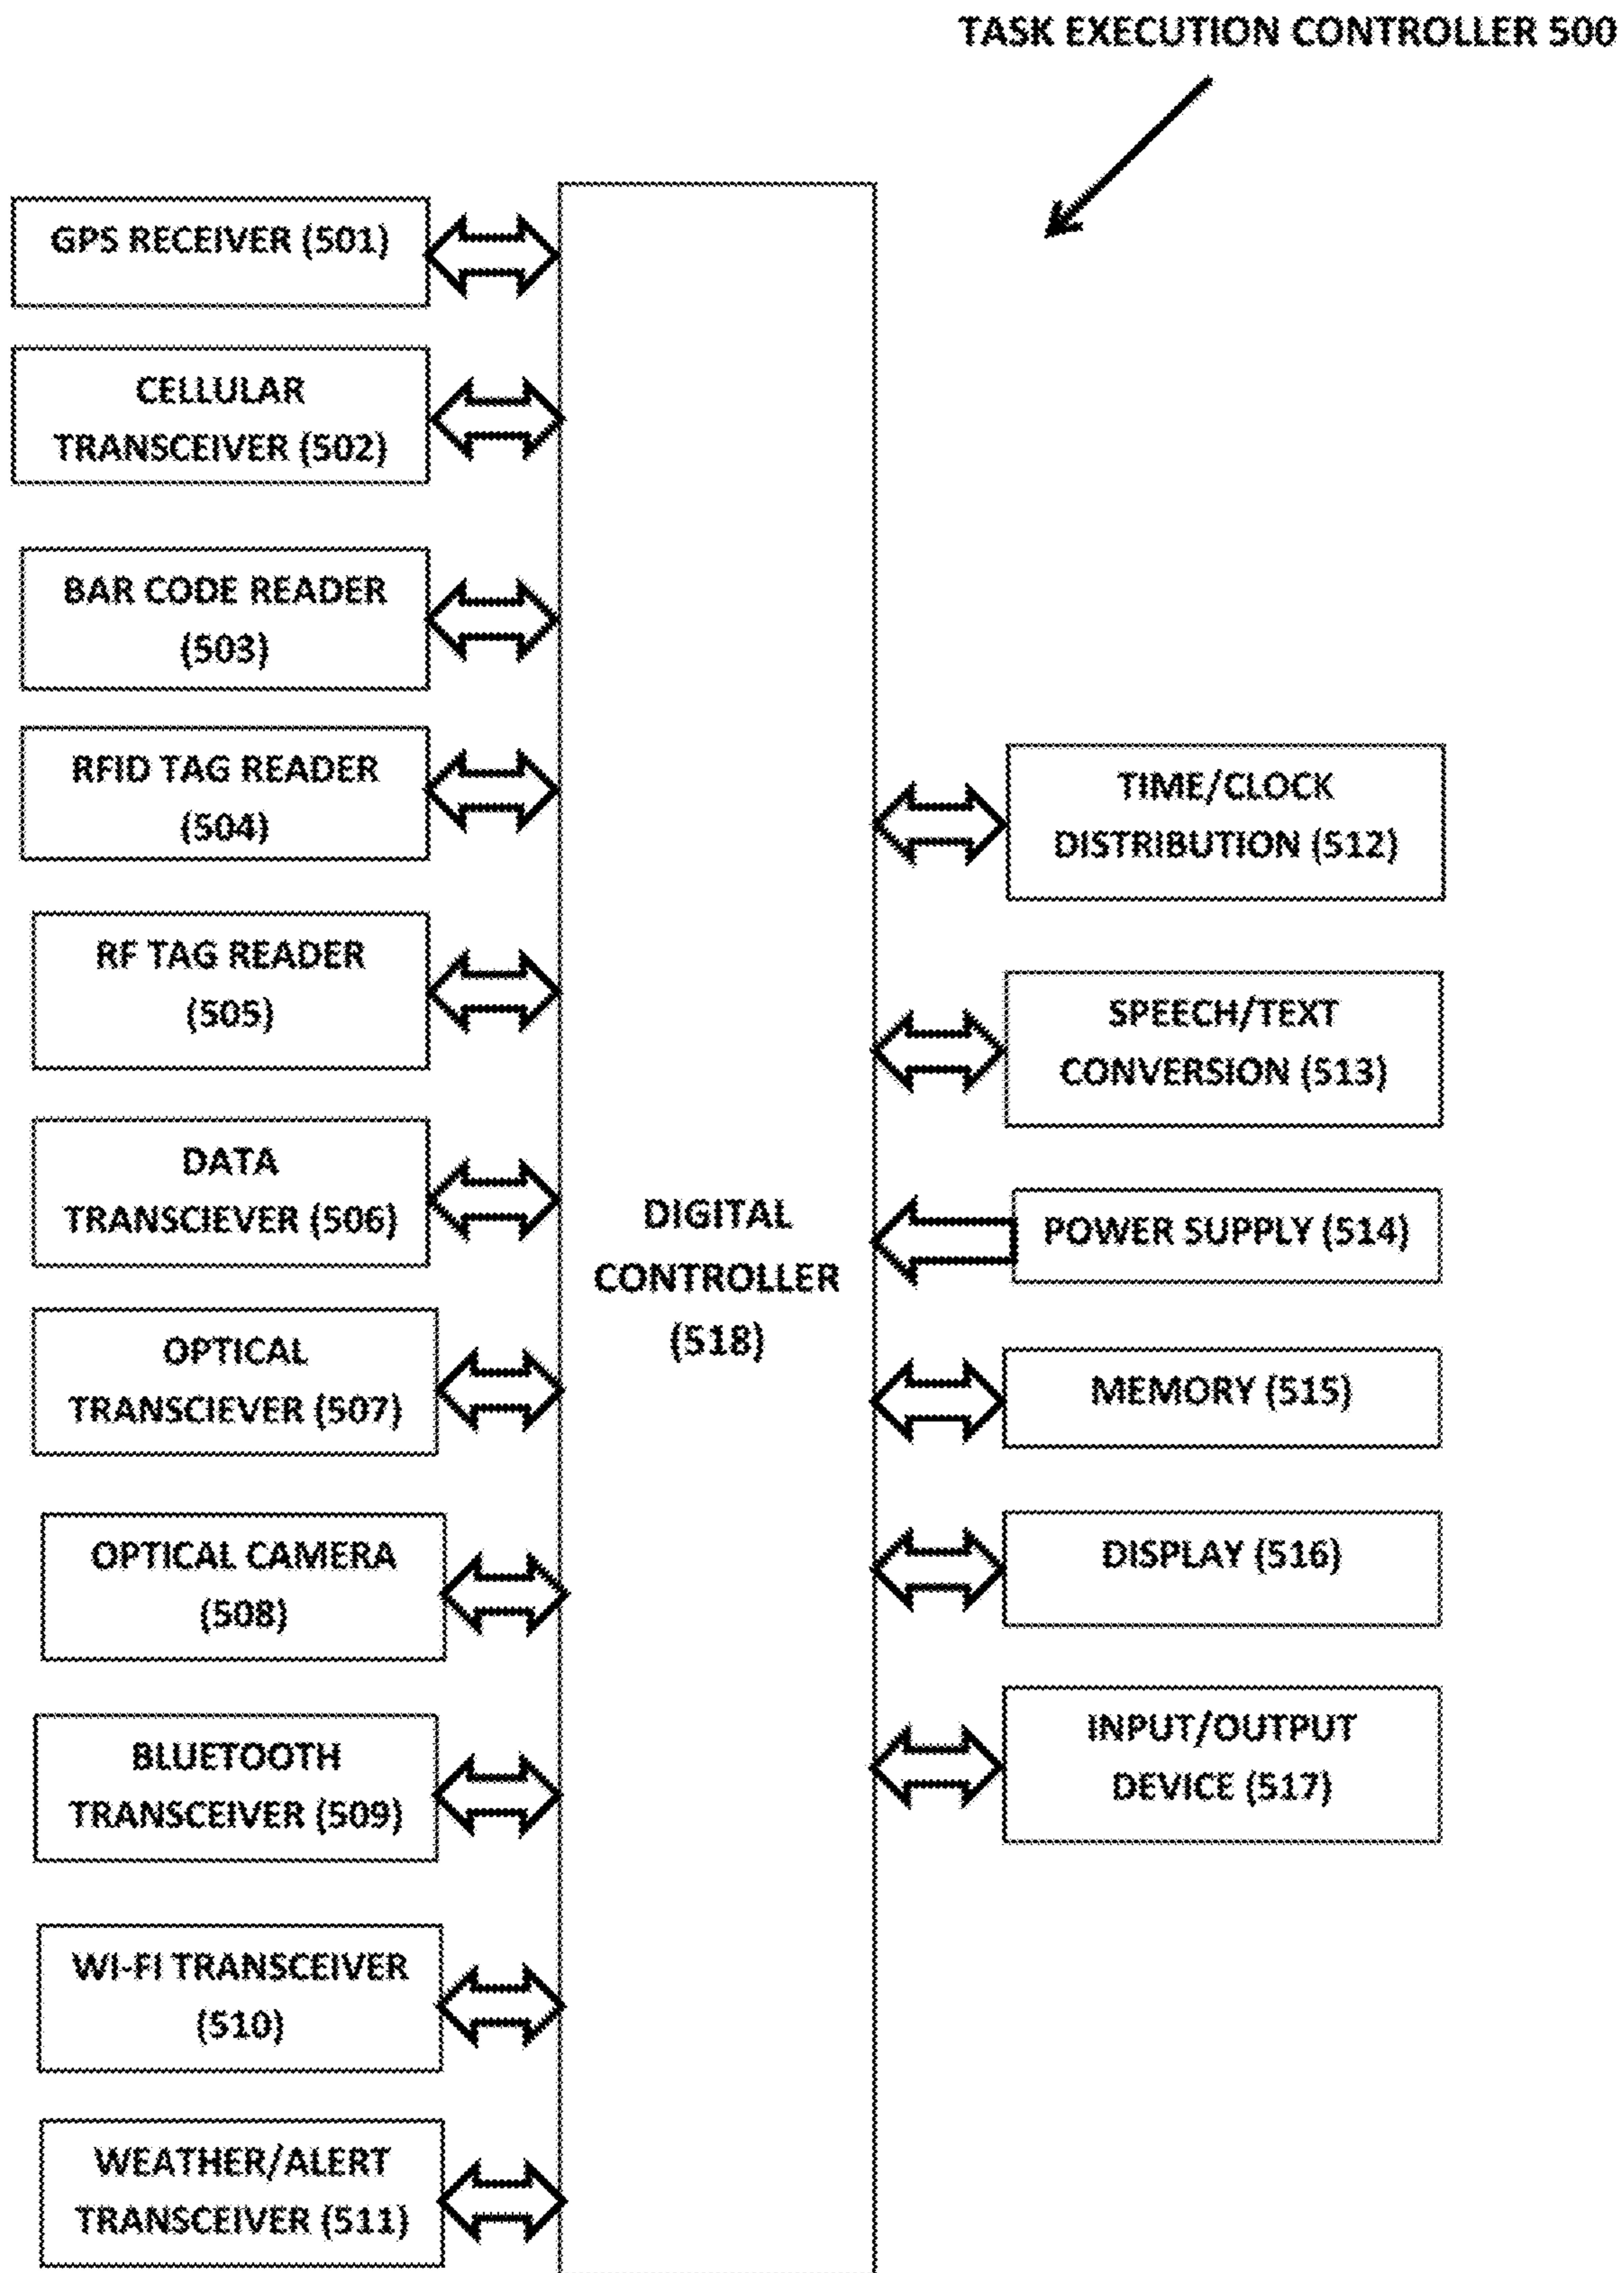 TASK EXECUTION CONTROLLER 500
GPS RECEIVER (501)
CELLULAR
TRANSCEIVER (502)
BAR CODE READER
(503)
RFID TAG READER
(504)
RF TAG READER
(505)
DATA
TRANSCIEVER (506)
OPTICAL
TRANSCIEVER (507)
OPTICAL CAMERA
(508)
BLUETOOTH
TRANSCEIVER (509)
WI-FI TRANSCEIVER
(510)
WEATHER/ALERT
TRANSCEIVER (511)
DIGITAL
CONTROLLER
(518)
TIME/CLOCK
DISTRIBUTION (512)
SPEECH/TEXT
CONVERSION (513)
POWER SUPPLY (514)
MEMORY (515)
DISPLAY (516)
INPUT/OUTPUT
DEVICE (517)